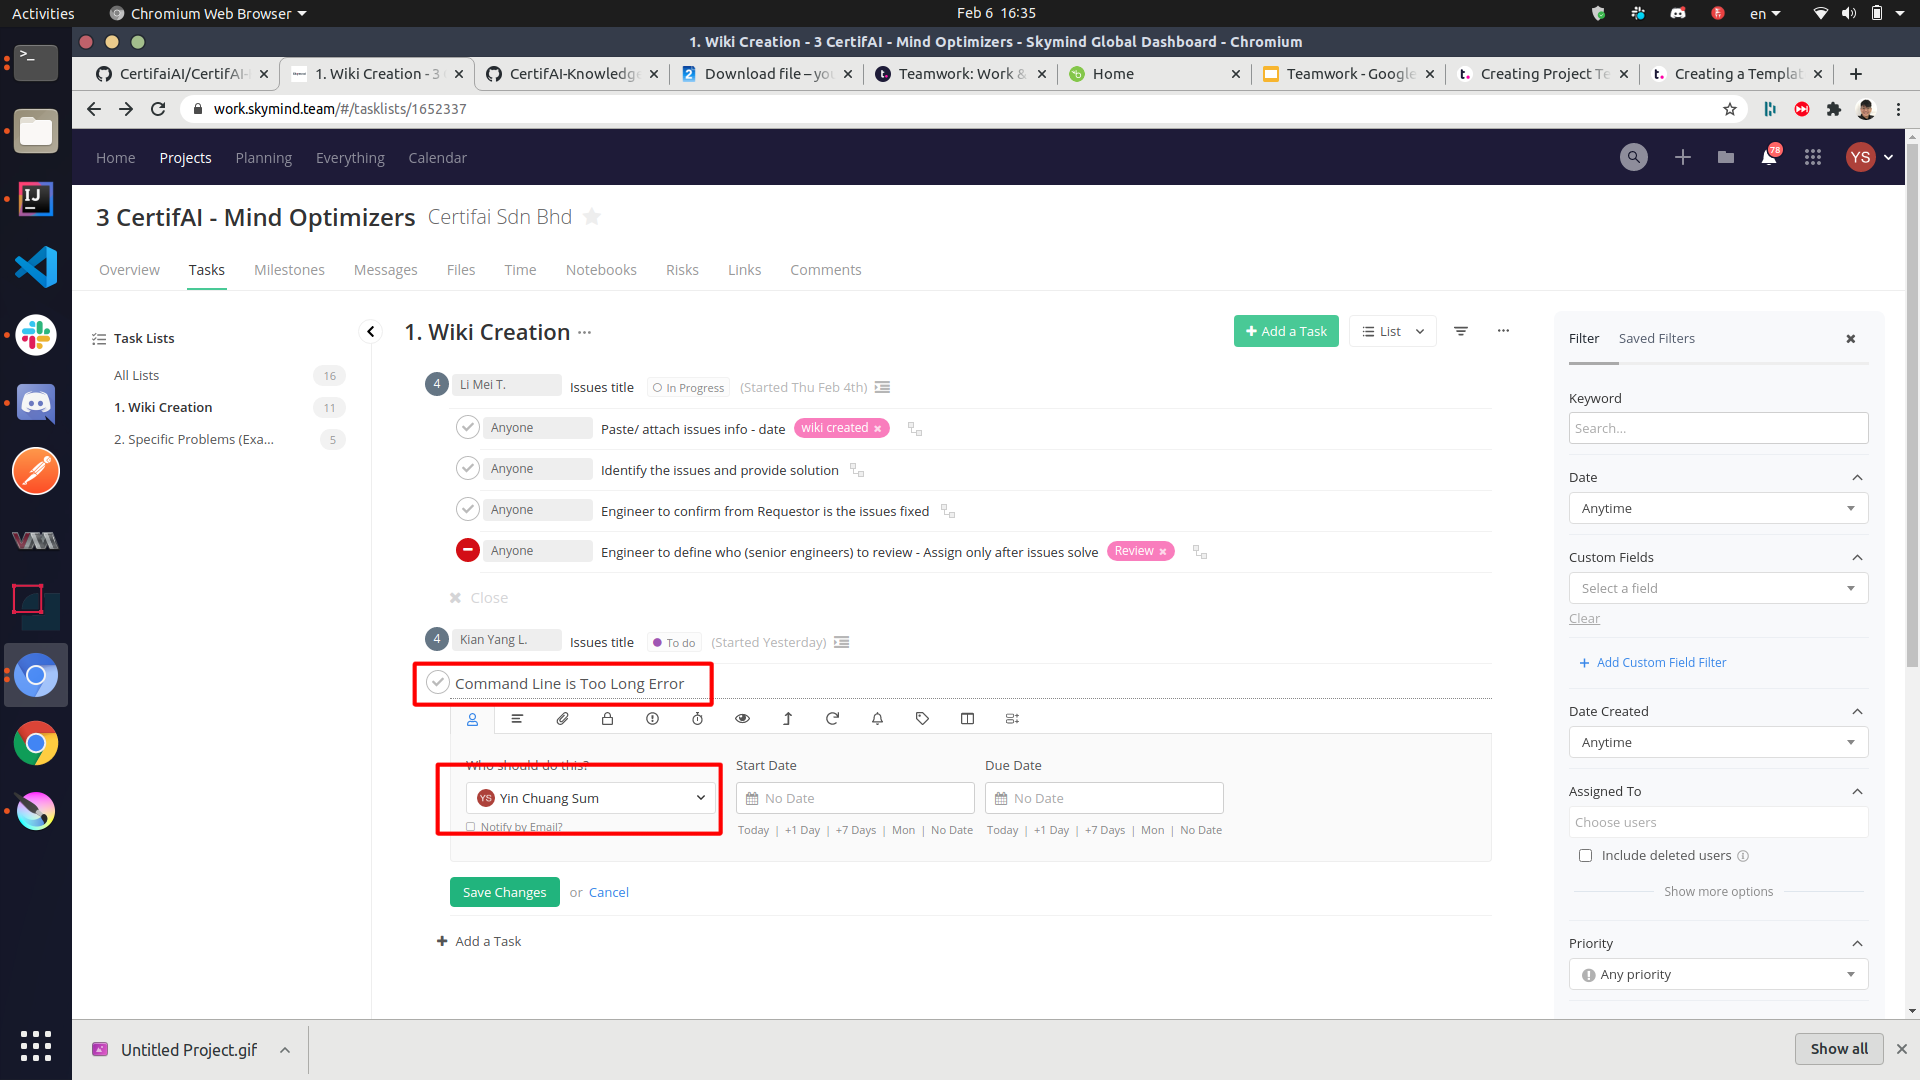 Activities
Chromium Web Browser
Feb 6 16:35
en
1. Wiki Creation - 3 CertifAI - Mind Optimizers - Skymind Global Dashboard - Chromium
CertifaiAI/CertifAI-
1. Wiki Creation - 3
CertifAI-Knowledge
Download file – yo
Teamwork: Work &
Home
Teamwork - Google
Creating Project Te
Creating a Templat
work.skymind.team/#/tasklists/1652337
Home
Projects
Planning
Everything
Calendar
78
YS
3 CertifAI - Mind Optimizers Certifai Sdn Bhd
Overview
Tasks
Milestones
Messages
Files
Time
Notebooks
Risks
Links
Comments
Task Lists
All Lists 16
1. Wiki Creation 11
2. Specific Problems (Exa... 5
1. Wiki Creation ...
+ Add a Task
List
4 Li Mei T. Issues title In Progress (Started Thu Feb 4th)
Anyone Paste/ attach issues info - date wiki created ×
Anyone Identify the issues and provide solution
Anyone Engineer to confirm from Requestor is the issues fixed
Anyone Engineer to define who (senior engineers) to review - Assign only after issues solve Review ×
Close
4 Kian Yang L. Issues title To do (Started Yesterday)
Command Line is Too Long Error
Who should do this?
YS Yin Chuang Sum
Notify by Email?
Start Date
No Date
Today | +1 Day | +7 Days | Mon | No Date
Due Date
No Date
Today | +1 Day | +7 Days | Mon | No Date
Save Changes or Cancel
+ Add a Task
Filter
Saved Filters
Keyword
Search...
Date
Anytime
Custom Fields
Select a field
Clear
+ Add Custom Field Filter
Date Created
Anytime
Assigned To
Choose users
Include deleted users
Show more options
Priority
Any priority
Untitled Project.gif
Show all